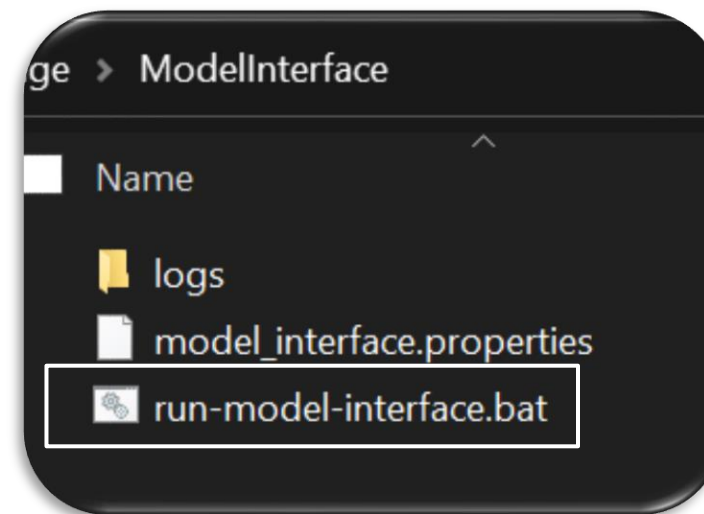 ge > ModelInterface
Name
logs
model_interface.properties
run-model-interface.bat